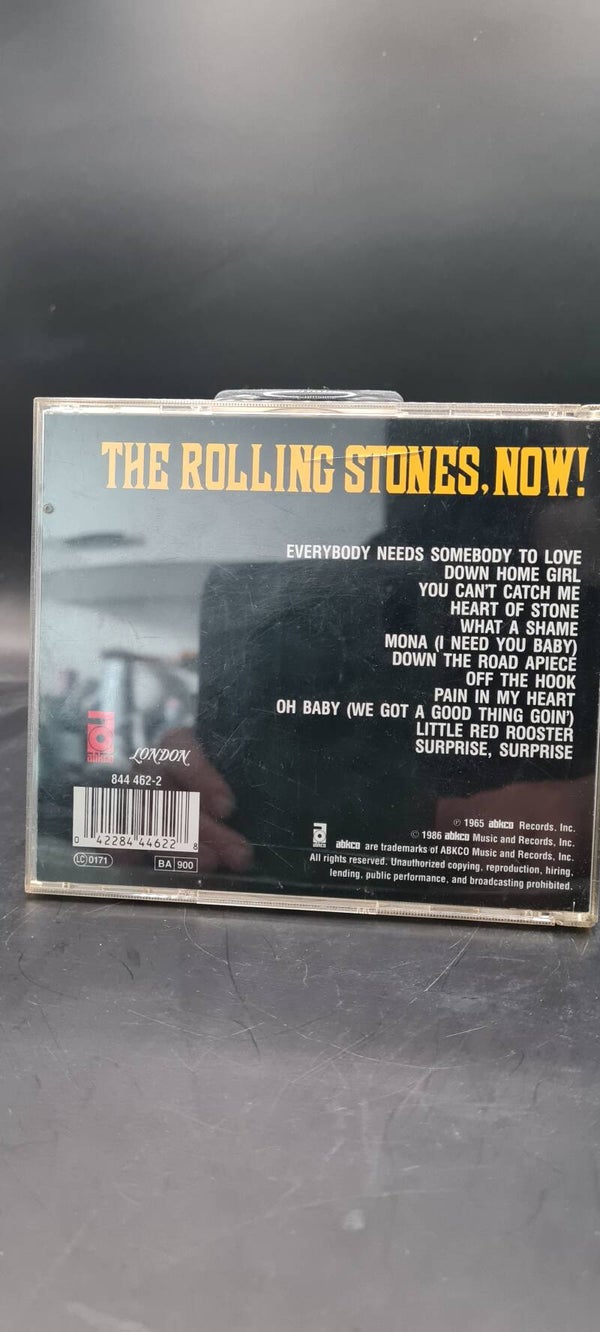 THE ROLLING STONES, NOW!
EVERYBODY NEEDS SOMEBODY TO LOVE
DOWN HOME GIRL
YOU CAN'T CATCH ME
HEART OF STONE
WHAT A SHAME
MONA (I NEED YOU BABY)
DOWN THE ROAD APIECE
OFF THE HOOK
PAIN IN MY HEART
OH BABY (WE GOT A GOOD THING GOIN')
LITTLE RED ROOSTER
SURPRISE, SURPRISE
abkco
LONDON
844 462-2
0 42284 44622 8
LC 0171
BA 900
℗ 1965 abkco Records, Inc.
© 1986 abkco Music and Records, Inc.
abkco
abkco are trademarks of ABKCO Music and Records, Inc.
All rights reserved. Unauthorized copying, reproduction, hiring,
lending, public performance, and broadcasting prohibited.